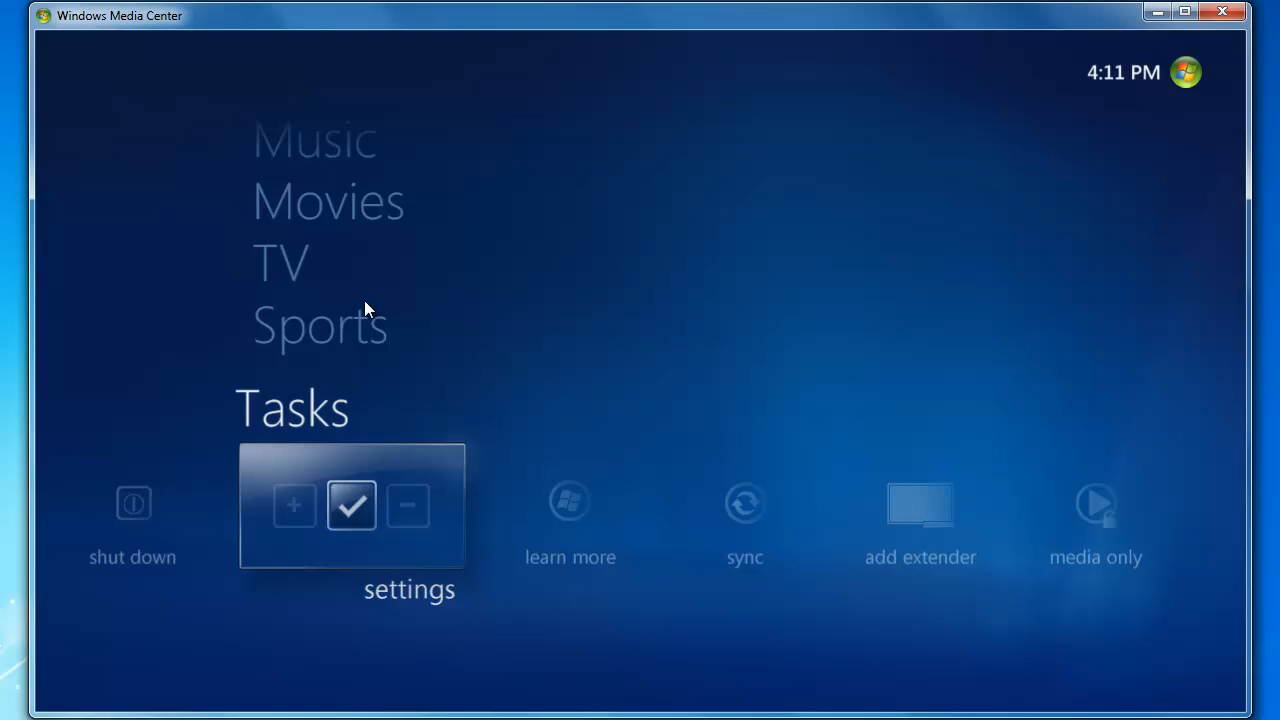 Windows Media Center
4:11 PM
Music
Movies
TV
Sports
Tasks
shut down
settings
learn more
sync
add extender
media only